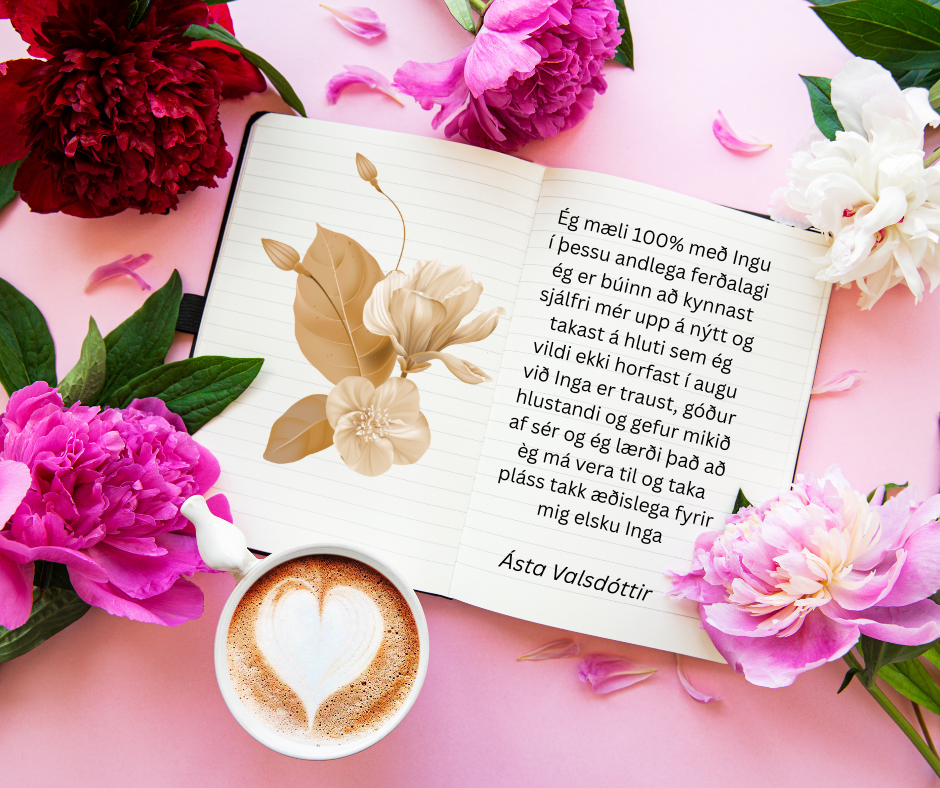 Ég mæli 100% með Ingu
í þessu andlega ferðalagi
ég er búinn að kynnast
sjálfri mér upp á nýtt og
takast á hluti sem ég
vildi ekki horfast í augu
við Inga er traust, góður
hlustandi og gefur mikið
af sér og ég lærði það að
èg má vera til og taka
pláss takk æðislega fyrir
mig elsku Inga
Ásta Valsdóttir